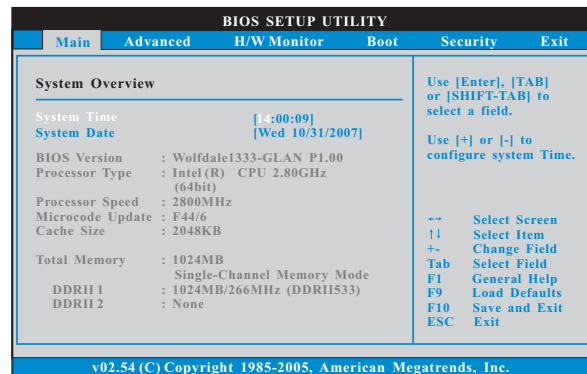 BIOS SETUP UTILITY
Main Advanced H/W Monitor Boot Security Exit
System Overview
System Time [14:00:09]
System Date [Wed 10/31/2007]
BIOS Version : Wolfdale1333-GLAN P1.00
Processor Type : Intel (R) CPU 2.80GHz
(64bit)
Processor Speed : 2800MHz
Microcode Update : F44/6
Cache Size : 2048KB
Total Memory : 1024MB
Single-Channel Memory Mode
DDRII 1 : 1024MB/266MHz (DDRII533)
DDRII 2 : None
Use [Enter], [TAB]
or [SHIFT-TAB] to
select a field.
Use [+] or [-] to
configure system Time.
←→ Select Screen
↑↓ Select Item
+- Change Field
Tab Select Field
F1 General Help
F9 Load Defaults
F10 Save and Exit
ESC Exit
v02.54 (C) Copyright 1985-2005, American Megatrends, Inc.